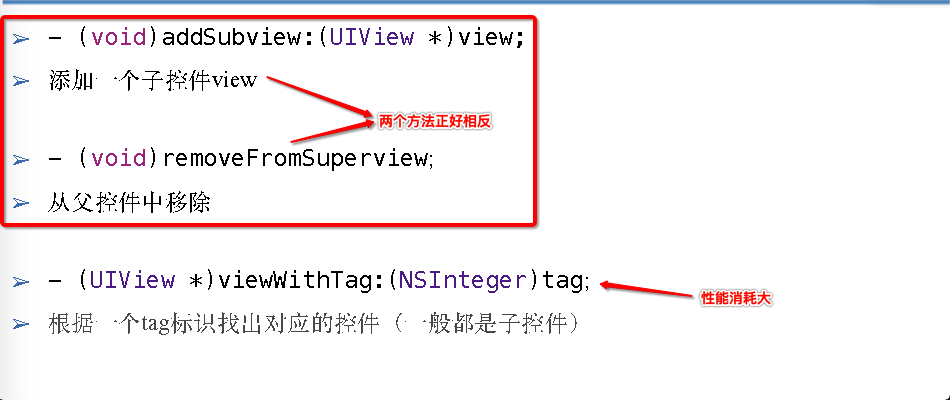 - (void)addSubview:(UIView *)view;
添加一个子控件view
两个方法正好相反
- (void)removeFromSuperview;
从父控件中移除
- (UIView *)viewWithTag:(NSInteger)tag;
性能消耗大
根据一个tag标识找出对应的控件（一般都是子控件）